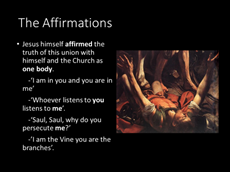 The Affirmations
• Jesus himself affirmed the
truth of this union with
himself and the Church as
one body.
-'I am in you and you are in
me'
-'Whoever listens to you
listens to me'.
-'Saul, Saul, why do you
persecute me?'
-'I am the Vine you are the
branches'.